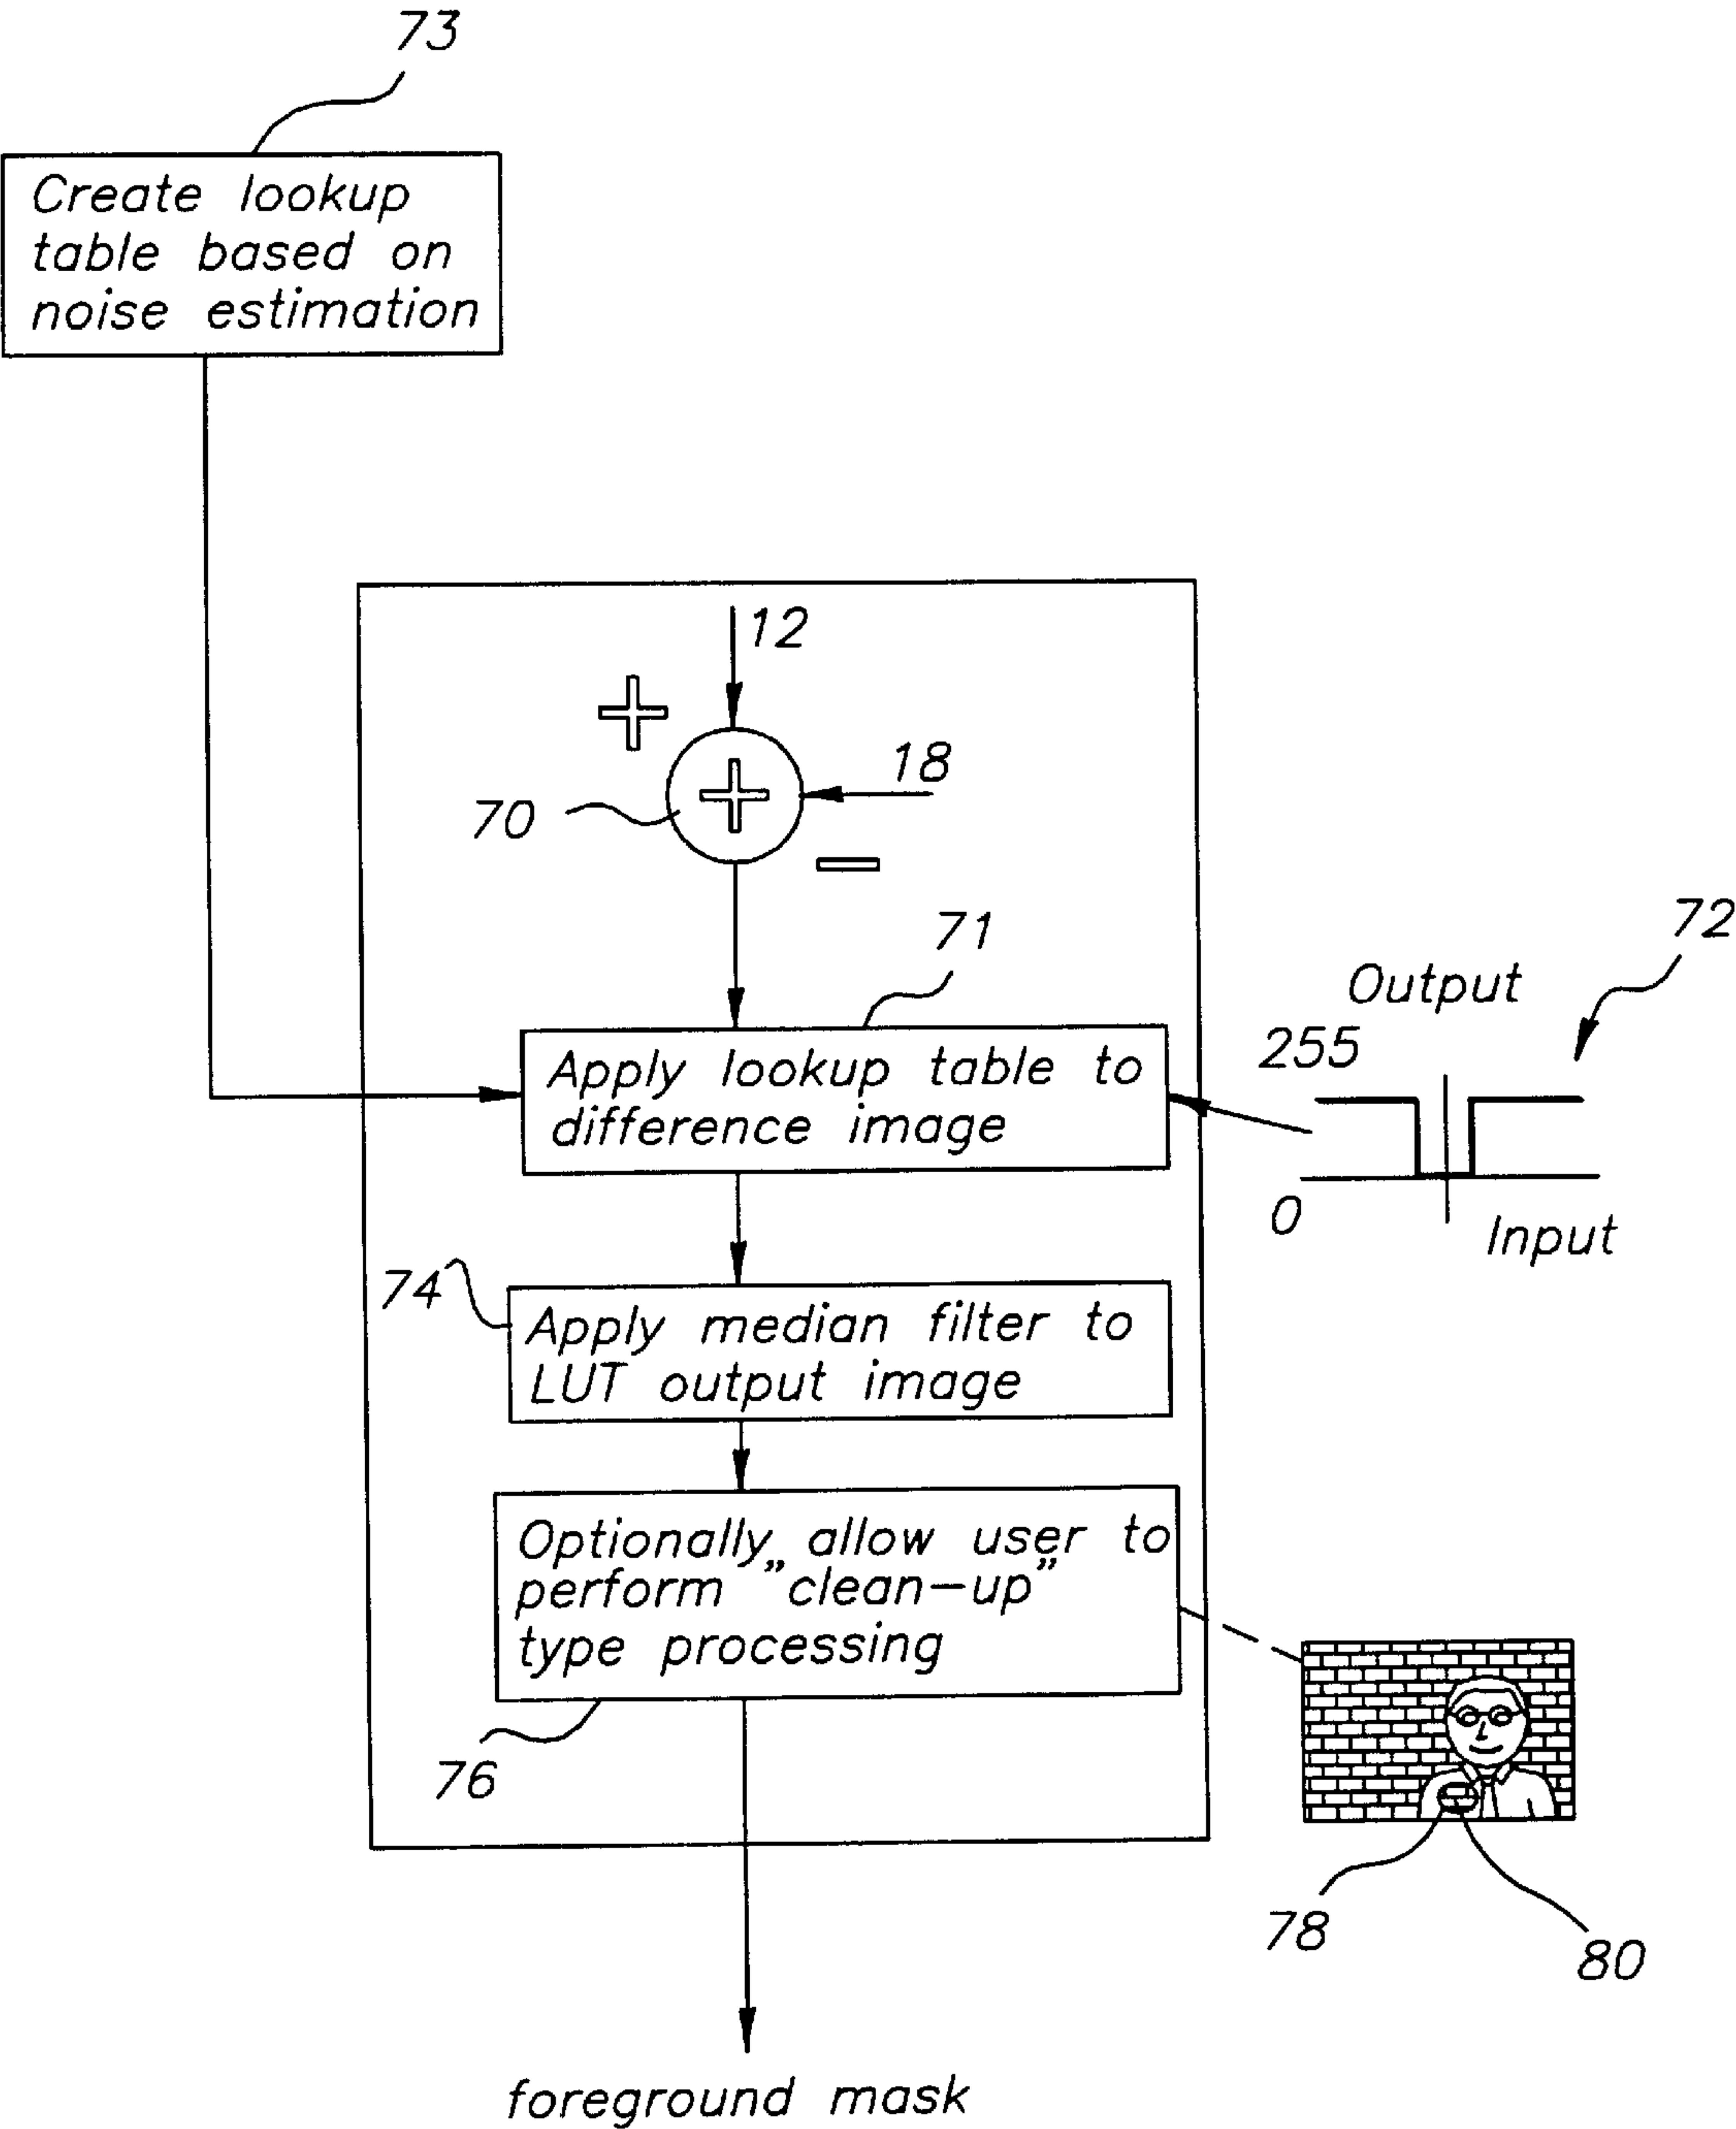 73
Create lookup
table based on
noise estimation
12
+
18
+
70
−
71
72
Output
255
Apply lookup table to
difference image
0
Input
74
Apply median filter to
LUT output image
Optionally allow user to
perform "clean-up"
type processing
76
78
80
foreground mask